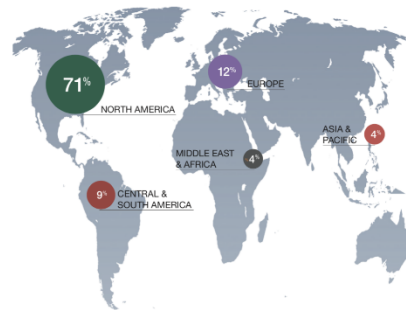 71%
NORTH AMERICA
12%
EUROPE
ASIA &
PACIFIC
4%
MIDDLE EAST
& AFRICA
4%
9%
CENTRAL &
SOUTH AMERICA